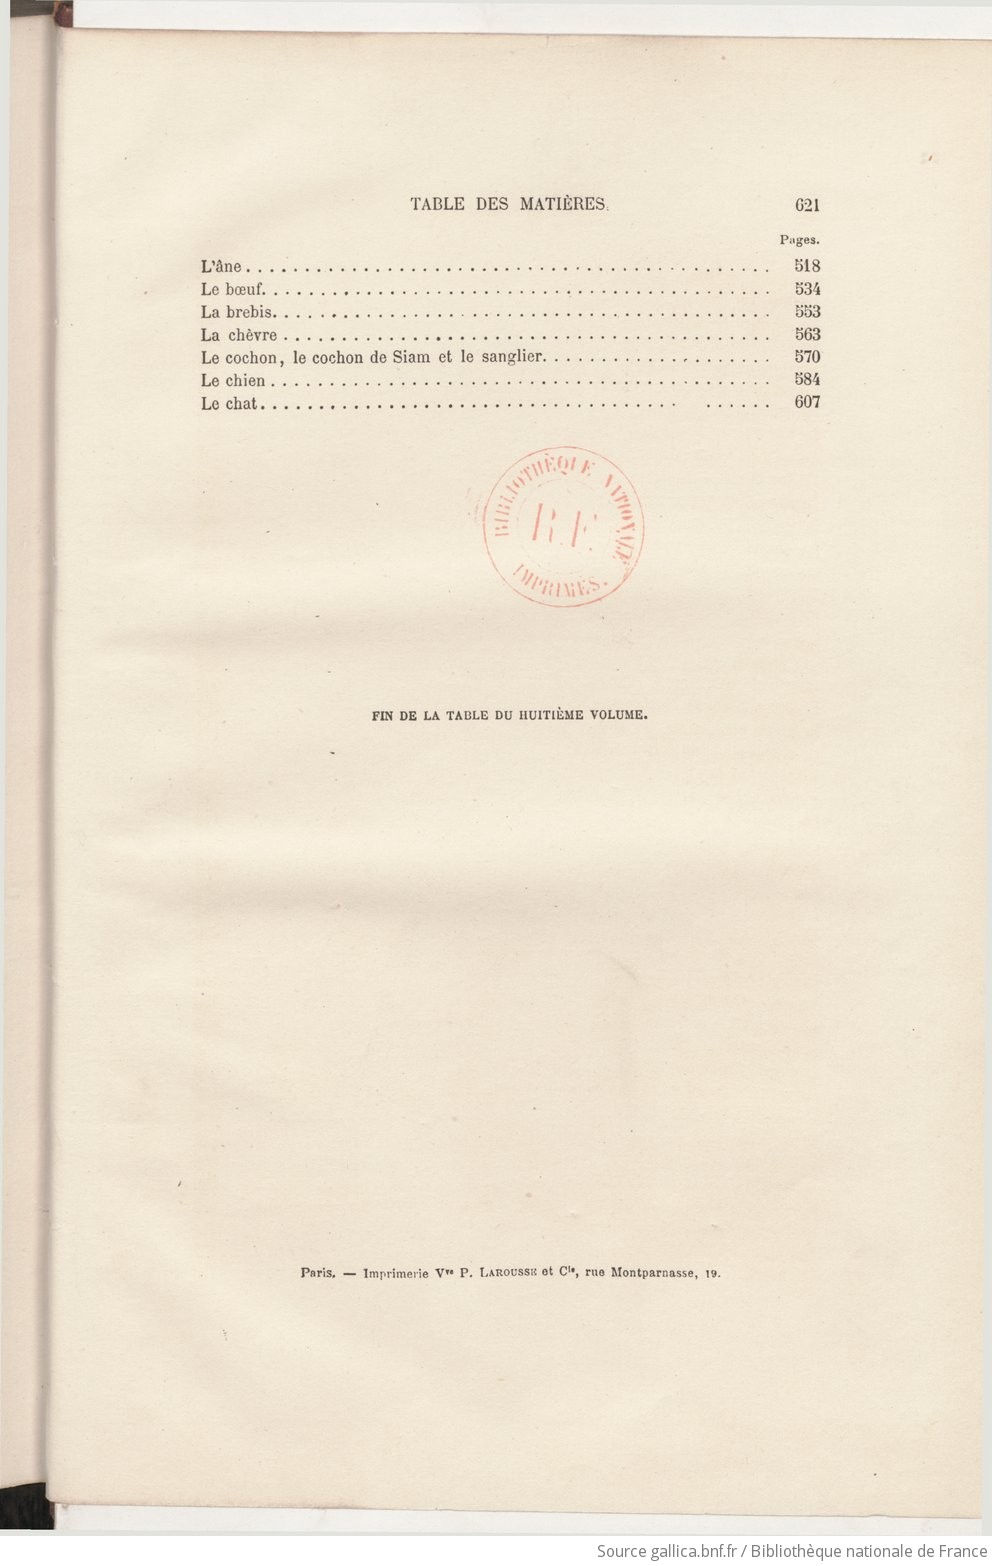 TABLE DES MATIÈRES. 621
Pages.
L'âne . . . . . . . . . . . . . . . . . . . . 518
Le bœuf. . . . . . . . . . . . . . . . . . . . 534
La brebis. . . . . . . . . . . . . . . . . . . . 553
La chèvre . . . . . . . . . . . . . . . . . . . . 563
Le cochon, le cochon de Siam et le sanglier. . . . . . . . . . . . . . . . . . . . 570
Le chien . . . . . . . . . . . . . . . . . . . . 584
Le chat. . . . . . . . . . . . . . . . . . . . 607
BIBLIOTHÈQUE NATIONALE
R.F.
IMPRIMÉS.
FIN DE LA TABLE DU HUITIÈME VOLUME.
Paris. — Imprimerie Vve P. LAROUSSE et Cie, rue Montparnasse, 19.
Source gallica.bnf.fr / Bibliothèque nationale de France